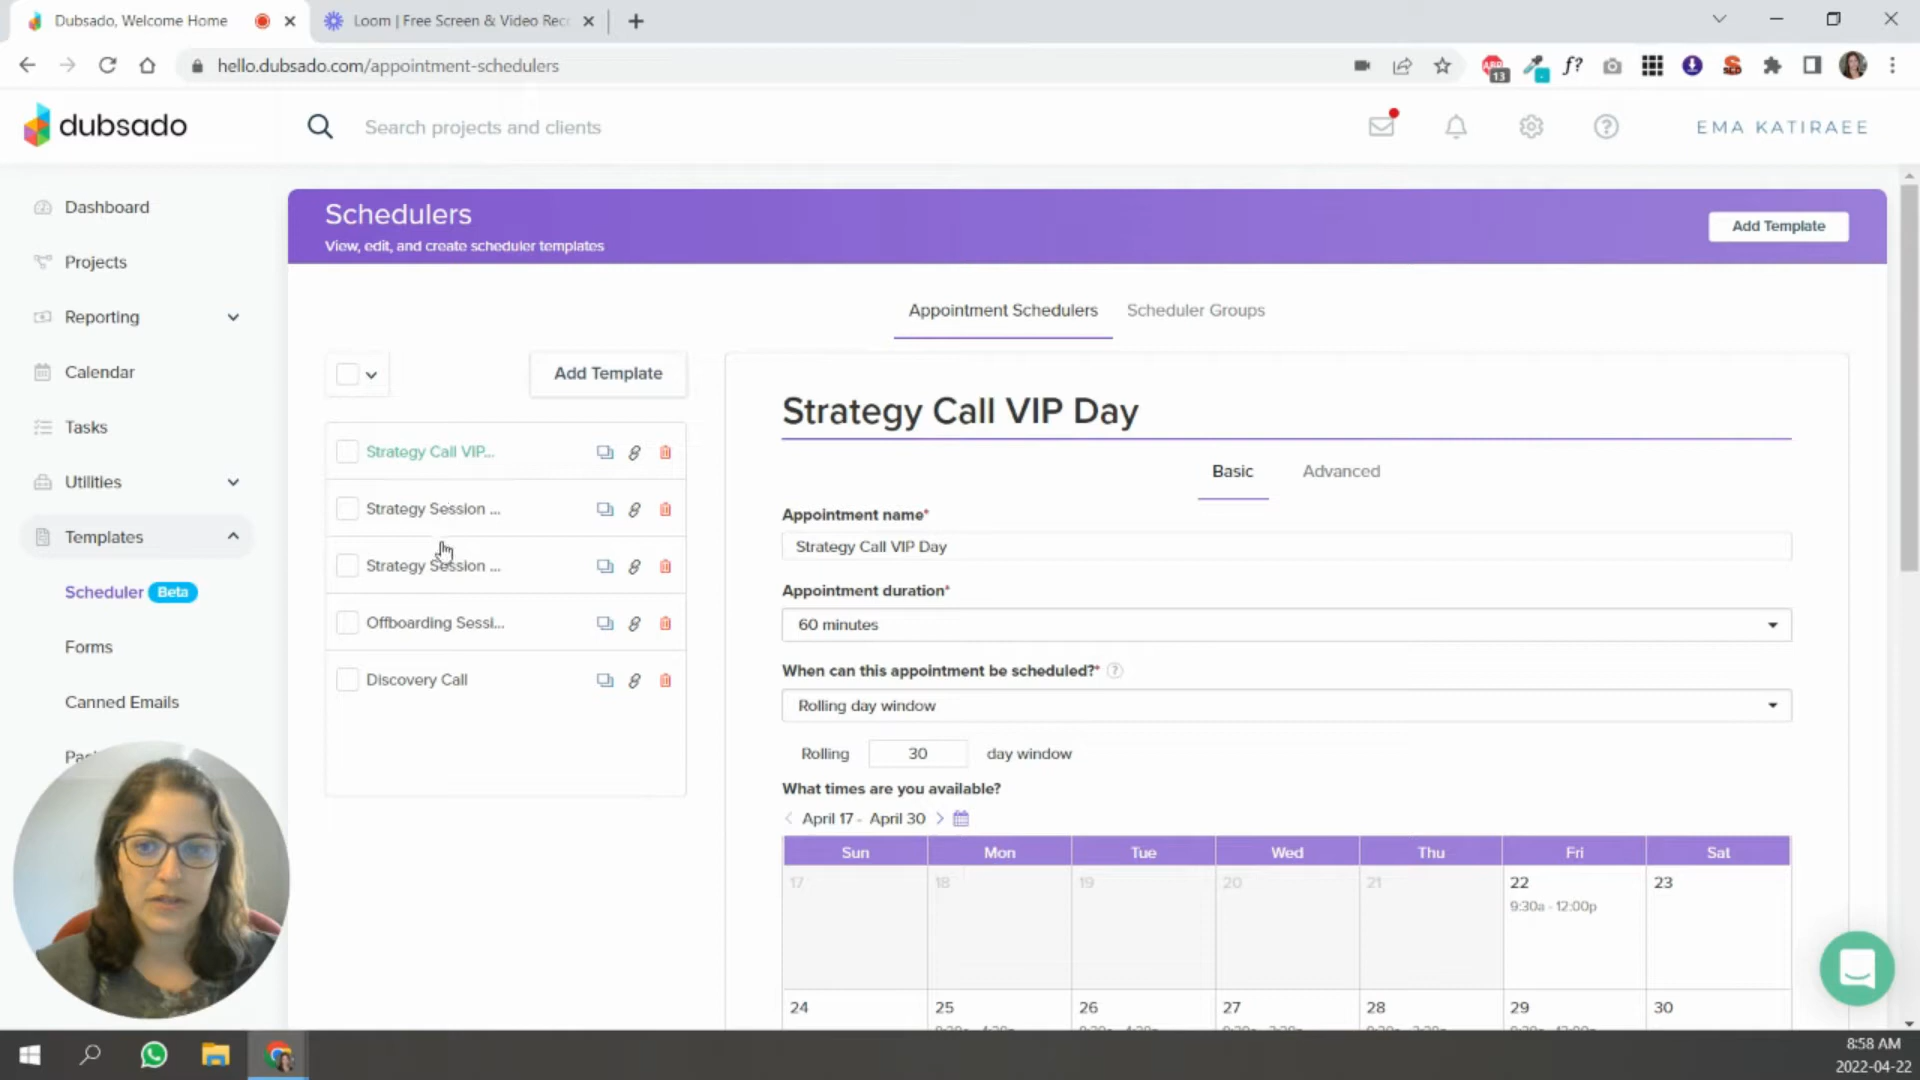 Dubsado, Welcome Home
Loom | Free Screen & Video Rec
hello.dubsado.com/appointment-schedulers
ABP
13
f?
dubsado
Search projects and clients
EMA KATIRAEE
Dashboard
Projects
Reporting
Calendar
Tasks
Utilities
Templates
Scheduler Beta
Forms
Canned Emails
Schedulers
View, edit, and create scheduler templates
Add Template
Appointment Schedulers
Scheduler Groups
Add Template
Strategy Call VIP...
Strategy Session ...
Strategy Session ...
Offboarding Sessi...
Discovery Call
Strategy Call VIP Day
Basic
Advanced
Appointment name*
Strategy Call VIP Day
Appointment duration*
60 minutes
When can this appointment be scheduled?* ?
Rolling day window
Rolling 30 day window
What times are you available?
April 17 - April 30
Sun Mon Tue Wed Thu Fri Sat
17 18 19 20 21 22 23
9:30a - 12:00p
24 25 26 27 28 29 30
8:58 AM
2022-04-22